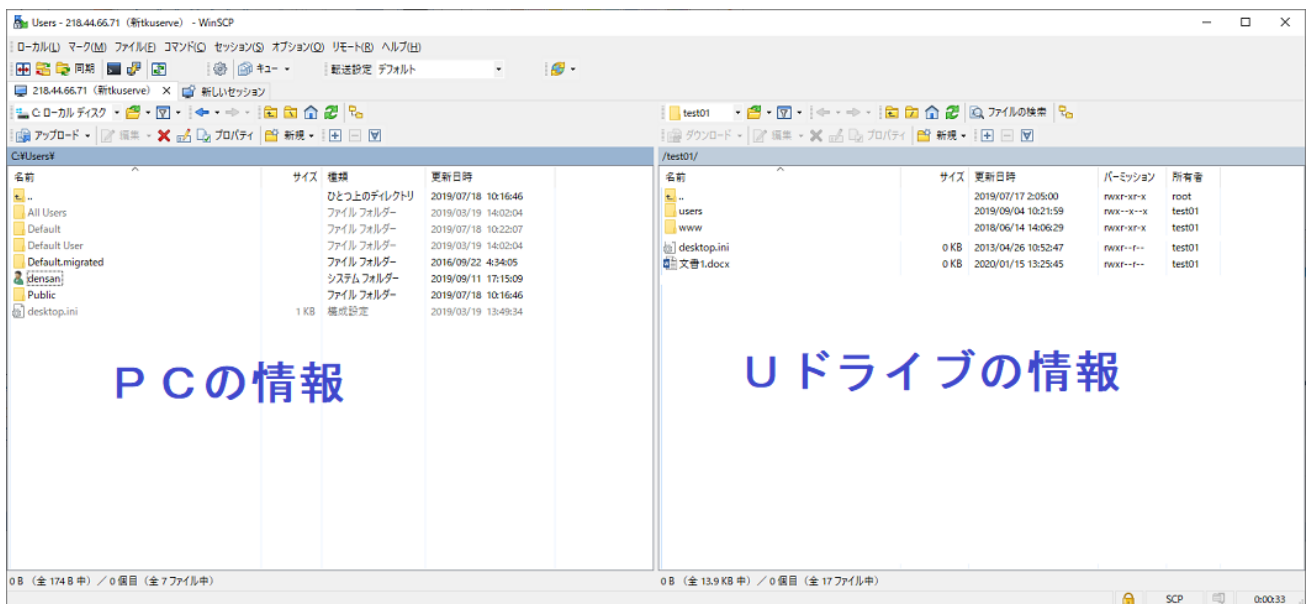 Users - 218.44.66.71（新tkuserve） - WinSCP
ローカル(L) マーク(M) ファイル(F) コマンド(C) セッション(S) オプション(O) リモート(R) ヘルプ(H)
同期 キュー 転送設定 デフォルト
218.44.66.71（新tkuserve） × 新しいセッション
C: ローカル ディスク
アップロード 編集 プロパティ 新規
C:¥Users¥
名前 サイズ 種類 更新日時
.. ひとつ上のディレクトリ 2019/07/18 10:16:46
All Users ファイル フォルダー 2019/03/19 14:02:04
Default ファイル フォルダー 2019/07/18 10:22:07
Default User ファイル フォルダー 2019/03/19 14:02:04
Default.migrated ファイル フォルダー 2016/09/22 4:34:05
densan システム フォルダー 2019/09/11 17:15:09
Public ファイル フォルダー 2019/07/18 10:16:46
desktop.ini 1 KB 構成設定 2019/03/19 13:49:34
ＰＣの情報
0 B （全 174 B 中）／ 0 個目（全 7 ファイル中）
test01 ファイルの検索
ダウンロード 編集 プロパティ 新規
/test01/
名前 サイズ 更新日時 パーミッション 所有者
.. 2019/07/17 2:05:00 rwxr-xr-x root
users 2019/09/04 10:21:59 rwx--x--x test01
www 2018/06/14 14:06:29 rwxr-xr-x test01
desktop.ini 0 KB 2013/04/26 10:52:47 rwxr--r-- test01
文書1.docx 0 KB 2020/01/15 13:25:45 rwxr--r-- test01
Ｕドライブの情報
0 B （全 13.9 KB 中）／ 0 個目（全 17 ファイル中）
SCP 0:00:33